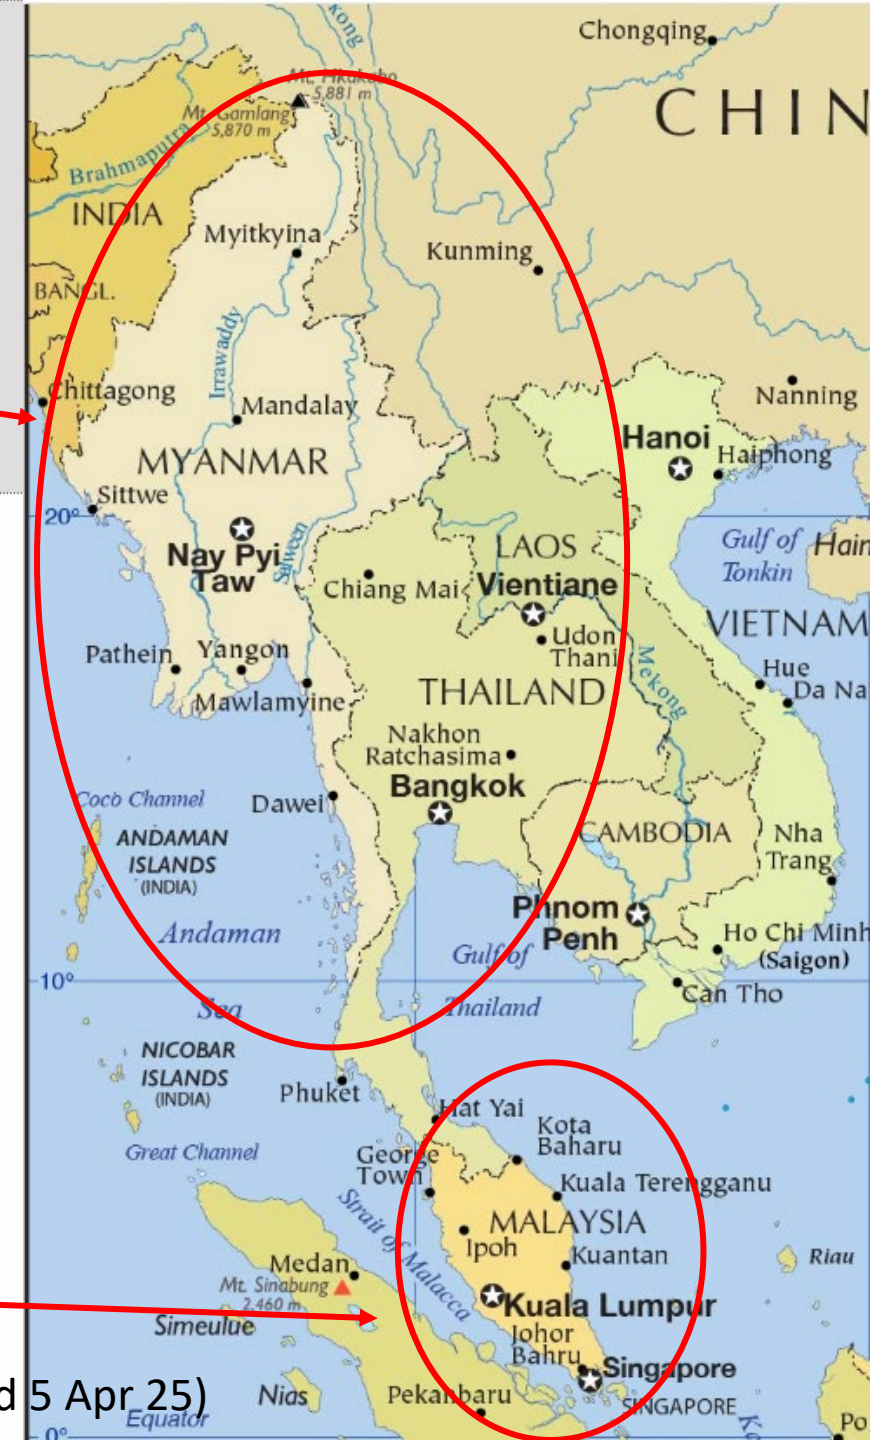 kong
Chongqing
Mt. Hkakabo
5,881 m
CHIN
Mt. Gamlang
5,870 m
Brahmaputra
INDIA
Myitkyina
Kunming
BANGL.
Irrawaddy
Chittagong
Mandalay
Nanning
Hanoi
Haiphong
MYANMAR
Sittwe
20°
Nay Pyi
Taw
Salween
LAOS
Gulf of
Tonkin
Hain
Chiang Mai
Vientiane
VIETNAM
Udon
Thani
Pathein
Yangon
Mekong
Hue
Mawlamyine
THAILAND
Da Na
Nakhon
Ratchasima
Bangkok
Coco Channel
Dawei
ANDAMAN
ISLANDS
(INDIA)
CAMBODIA
Nha
Trang
Phnom
Penh
Andaman
Sea
Gulf of
Thailand
Ho Chi Minh
(Saigon)
10°
Can Tho
NICOBAR
ISLANDS
(INDIA)
Phuket
Hat Yai
Great Channel
George
Town
Kota
Baharu
Kuala Terengganu
Strait of Malacca
MALAYSIA
Ipoh
Kuantan
Riau
Medan
Mt. Sinabung
2,460 m
Kuala Lumpur
Simeulue
Johor
Bahru
Singapore
SINGAPORE
d 5 Apr 25)
Nias
Pekanbaru
Equator
0°
Po